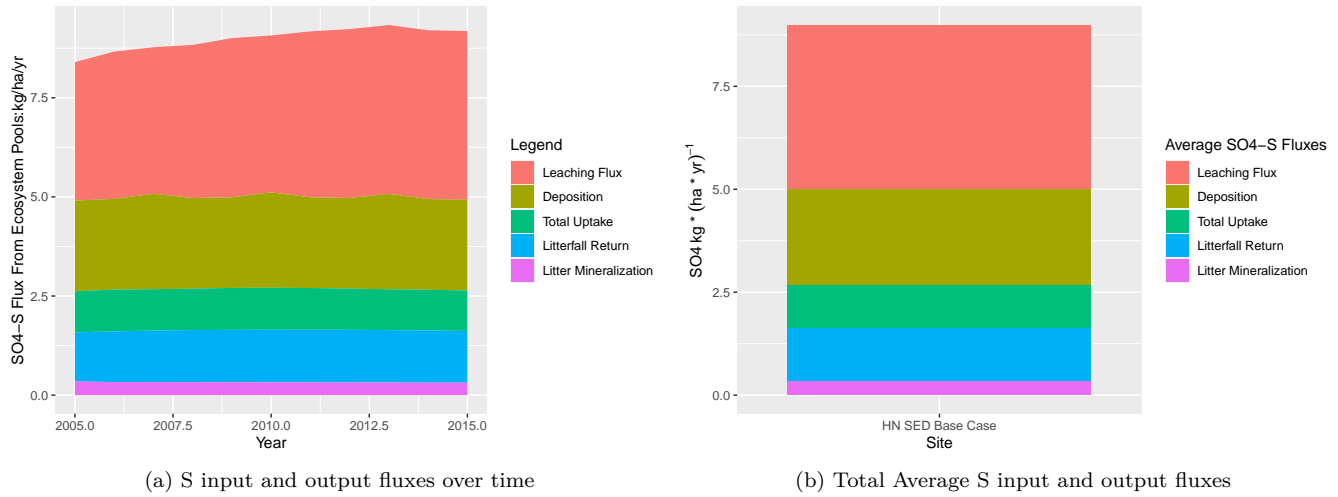 SO4−S Flux From Ecosystem Pools:kg/ha/yr
7.5
5.0
2.5
0.0
2005.0 2007.5 2010.0 2012.5 2015.0
Year
Legend
Leaching Flux
Deposition
Total Uptake
Litterfall Return
Litter Mineralization
(a) S input and output fluxes over time
SO4 kg * (ha * yr)⁻¹
7.5
5.0
2.5
0.0
HN SED Base Case
Site
Average SO4−S Fluxes
Leaching Flux
Deposition
Total Uptake
Litterfall Return
Litter Mineralization
(b) Total Average S input and output fluxes